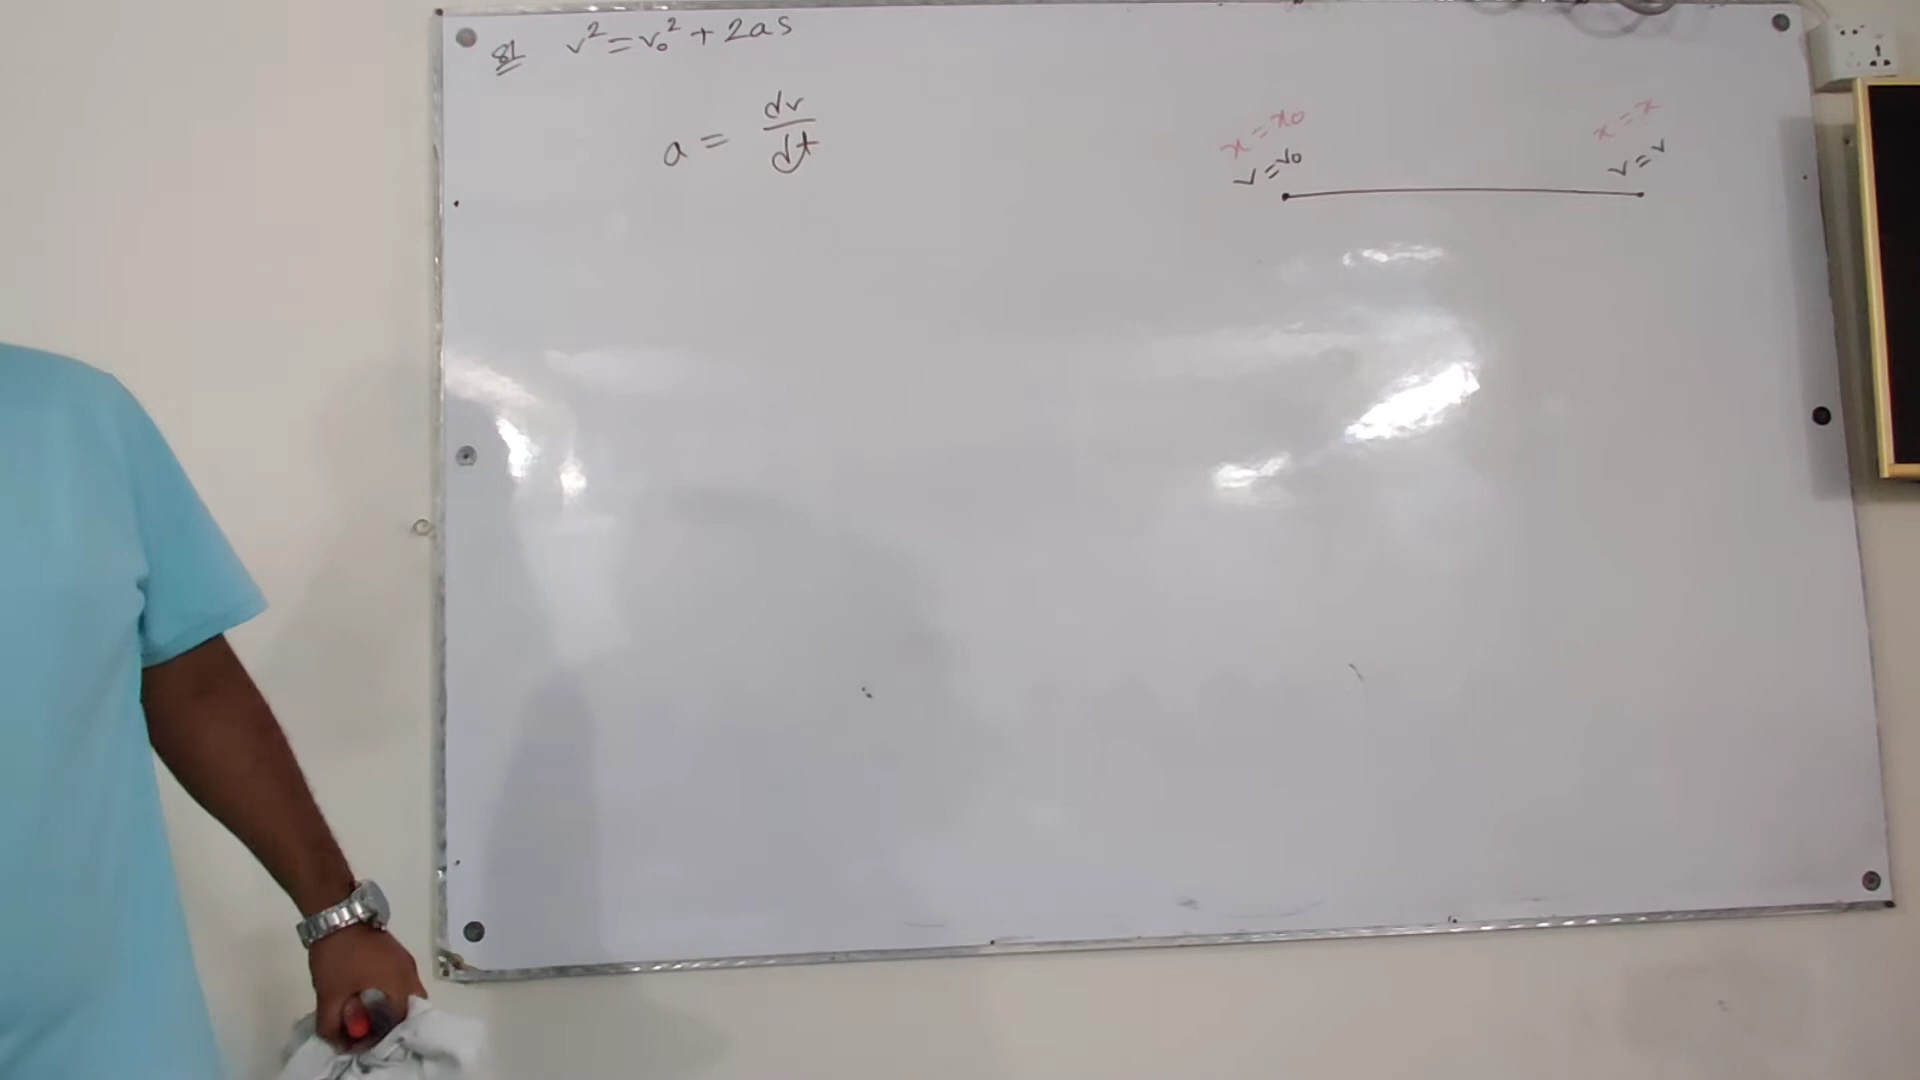 81 v² = v₀² + 2as
a = dv/dt
x = x₀
v = v₀
x = x
v = v